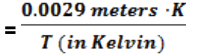 = 0.0029 meters ·K
T (in Kelvin)